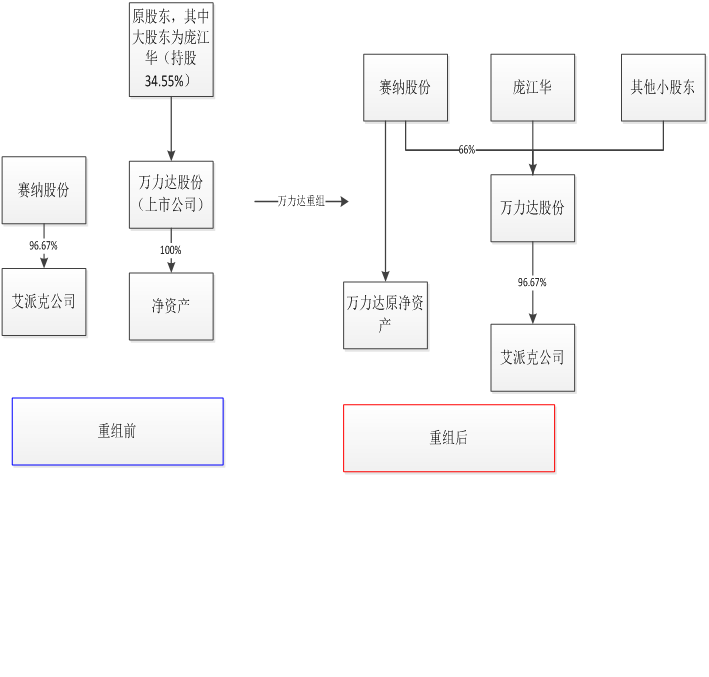 原股东，其中
大股东为庞江
华（持股
34.55%）
赛纳股份
96.67%
艾派克公司
万力达股份
（上市公司）
100%
净资产
重组前
万力达重组
赛纳股份
庞江华
其他小股东
66%
万力达股份
96.67%
万力达原净资
产
艾派克公司
重组后